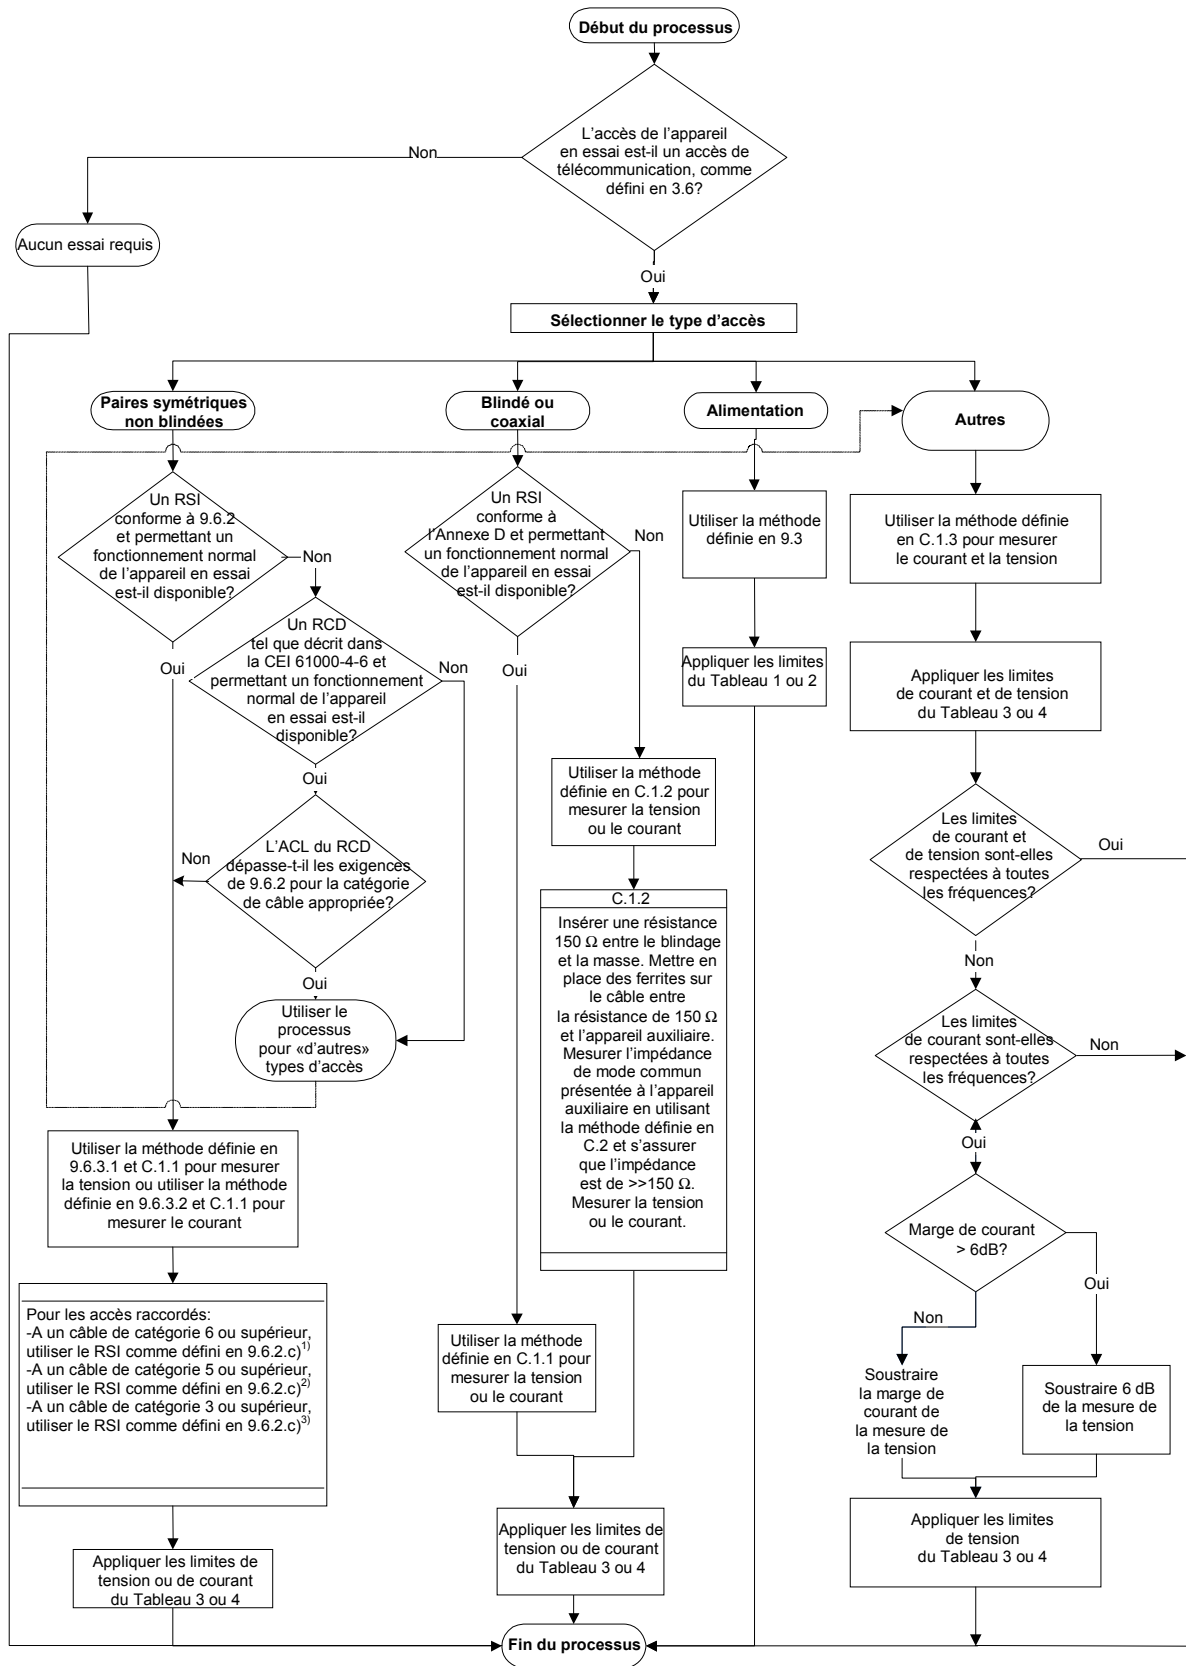 Début du processus
L'accès de l'appareil
en essai est-il un accès de
télécommunication, comme
défini en 3.6?
Non
Aucun essai requis
Oui
Sélectionner le type d'accès
Paires symétriques
non blindées
Blindé ou
coaxial
Alimentation
Autres
Un RSI
conforme à 9.6.2
et permettant un
fonctionnement normal
de l'appareil en essai
est-il disponible?
Non
Oui
Un RCD
tel que décrit dans
la CEI 61000-4-6 et
permettant un fonctionnement
normal de l'appareil
en essai est-il
disponible?
Non
Oui
L'ACL du RCD
dépasse-t-il les exigences
de 9.6.2 pour la catégorie
de câble appropriée?
Non
Oui
Utiliser le
processus
pour «d'autres»
types d'accès
Utiliser la méthode définie en
9.6.3.1 et C.1.1 pour mesurer
la tension ou utiliser la méthode
définie en 9.6.3.2 et C.1.1 pour
mesurer le courant
Pour les accès raccordés:
-A un câble de catégorie 6 ou supérieur,
utiliser le RSI comme défini en 9.6.2.c)1)
-A un câble de catégorie 5 ou supérieur,
utiliser le RSI comme défini en 9.6.2.c)2)
-A un câble de catégorie 3 ou supérieur,
utiliser le RSI comme défini en 9.6.2.c)3)
Appliquer les limites de
tension ou de courant
du Tableau 3 ou 4
Un RSI
conforme à
l'Annexe D et permettant
un fonctionnement normal
de l'appareil en essai
est-il disponible?
Non
Oui
Utiliser la méthode
définie en C.1.2 pour
mesurer la tension
ou le courant
C.1.2
Insérer une résistance
150 Ω entre le blindage
et la masse. Mettre en
place des ferrites sur
le câble entre
la résistance de 150 Ω
et l'appareil auxiliaire.
Mesurer l'impédance
de mode commun
présentée à l'appareil
auxiliaire en utilisant
la méthode définie en
C.2 et s'assurer
que l'impédance
est de >>150 Ω.
Mesurer la tension
ou le courant.
Utiliser la méthode
définie en C.1.1 pour
mesurer la tension
ou le courant
Appliquer les limites de
tension ou de courant
du Tableau 3 ou 4
Utiliser la méthode
définie en 9.3
Appliquer les limites
du Tableau 1 ou 2
Utiliser la méthode définie
en C.1.3 pour mesurer
le courant et la tension
Appliquer les limites
de courant et de tension
du Tableau 3 ou 4
Les limites
de courant et
de tension sont-elles
respectées à toutes
les fréquences?
Oui
Non
Les limites
de courant sont-elles
respectées à toutes
les fréquences?
Non
Oui
Marge de courant
> 6dB?
Oui
Non
Soustraire
la marge de
courant de
la mesure de
la tension
Soustraire 6 dB
de la mesure de
la tension
Appliquer les limites
de tension
du Tableau 3 ou 4
Fin du processus